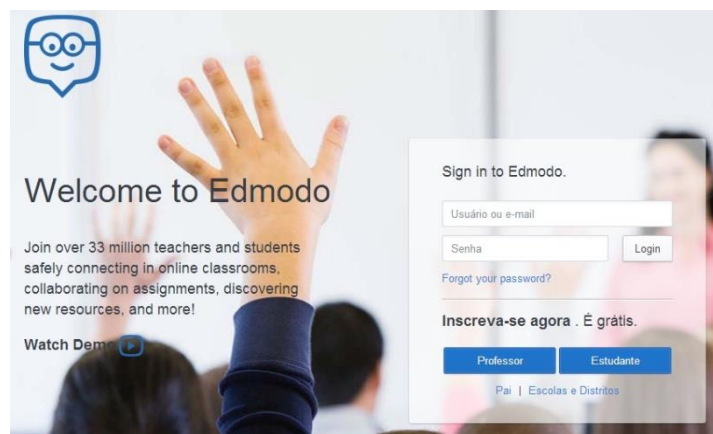 Welcome to Edmodo
Join over 33 million teachers and students
safely connecting in online classrooms,
collaborating on assignments, discovering
new resources, and more!
Watch Demo
Sign in to Edmodo.
Usuário ou e-mail
Senha
Login
Forgot your password?
Inscreva-se agora . É grátis.
Professor
Estudante
Pai | Escolas e Distritos